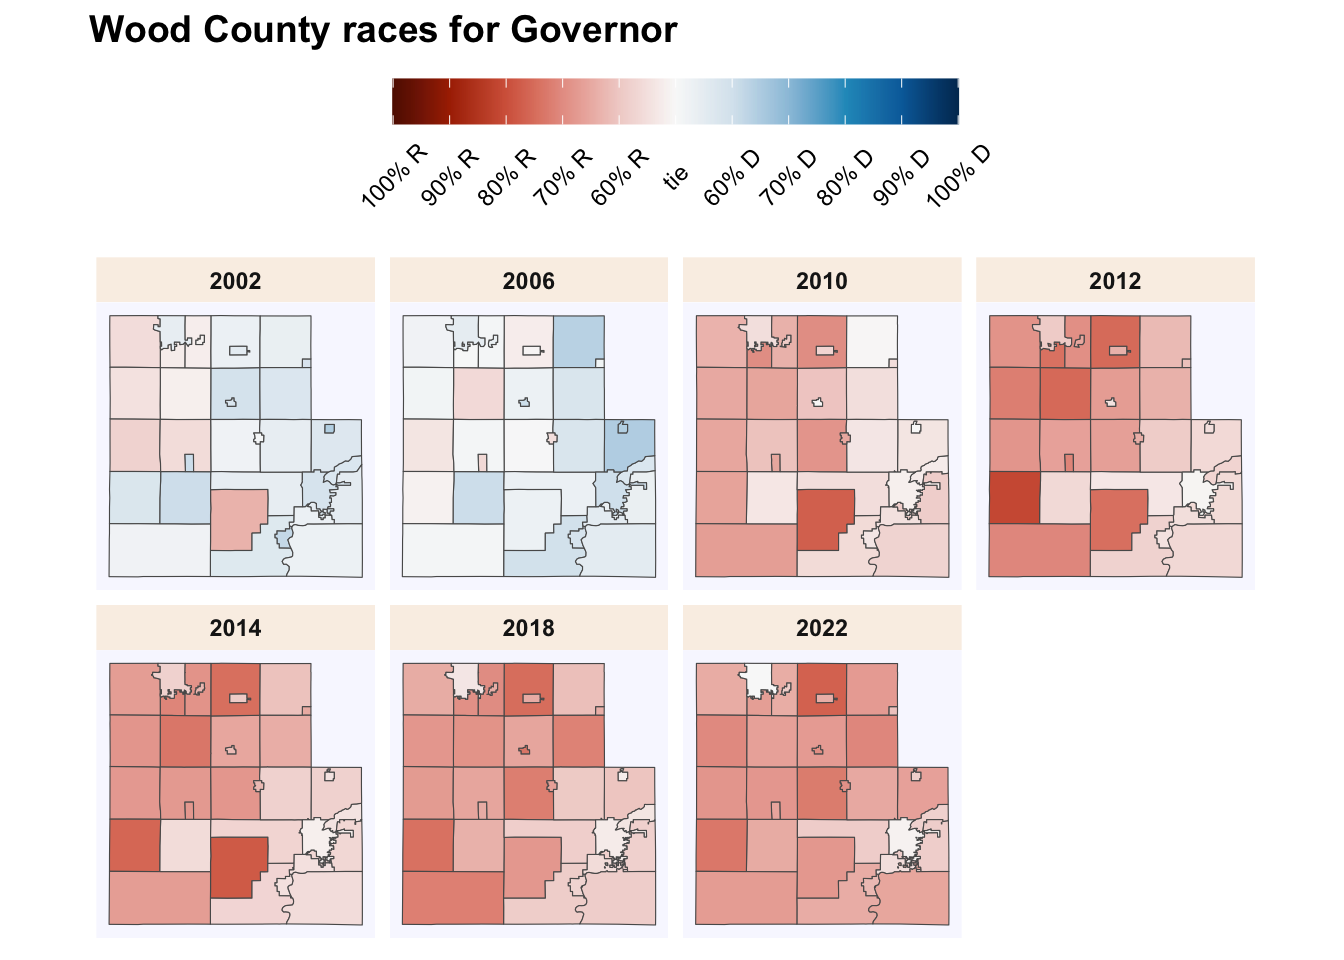 Wood County races for Governor
100% R 90% R 80% R 70% R 60% R tie 60% D 70% D 80% D 90% D 100% D
2002 2006 2010 2012
2014 2018 2022